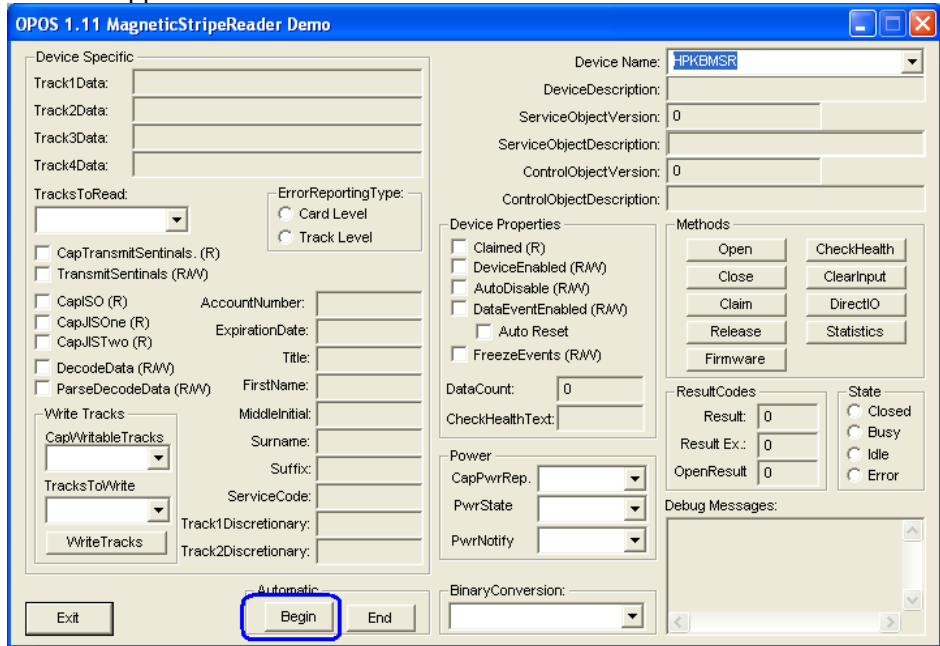 OPOS 1.11 MagneticStripeReader Demo
Device Specific
Track1Data:
Track2Data:
Track3Data:
Track4Data:
TracksToRead:
ErrorReportingType:
Card Level
Track Level
CapTransmitSentinals. (R)
TransmitSentinals (R/W)
CapISO (R)
CapJISOne (R)
CapJISTwo (R)
DecodeData (R/W)
ParseDecodeData (R/W)
AccountNumber:
ExpirationDate:
Title:
FirstName:
MiddleInitial:
Surname:
Suffix:
ServiceCode:
Track1Discretionary:
Track2Discretionary:
Write Tracks
CapWritableTracks
TracksToWrite
WriteTracks
Exit
Automatic
Begin
End
Device Name: HPKBMSR
DeviceDescription:
ServiceObjectVersion: 0
ServiceObjectDescription:
ControlObjectVersion: 0
ControlObjectDescription:
Device Properties
Claimed (R)
DeviceEnabled (R/W)
AutoDisable (R/W)
DataEventEnabled (R/W)
Auto Reset
FreezeEvents (R/W)
DataCount: 0
CheckHealthText:
Power
CapPwrRep.
PwrState
PwrNotify
BinaryConversion:
Methods
Open CheckHealth
Close ClearInput
Claim DirectIO
Release Statistics
Firmware
ResultCodes
Result: 0
Result Ex.: 0
OpenResult 0
State
Closed
Busy
Idle
Error
Debug Messages: